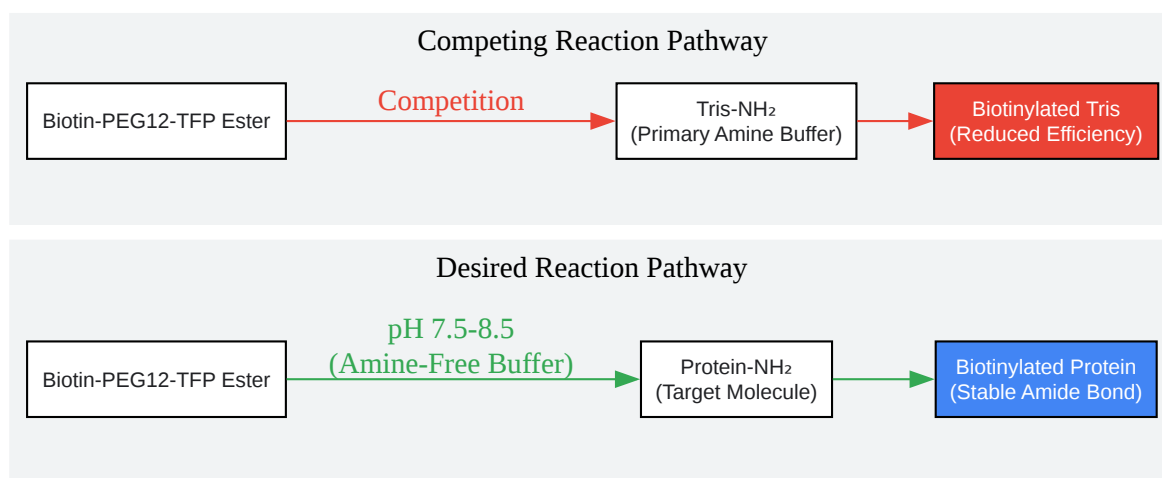 Competing Reaction Pathway
Biotin-PEG12-TFP Ester
Competition
Tris-NH₂
(Primary Amine Buffer)
Biotinylated Tris
(Reduced Efficiency)
Desired Reaction Pathway
Biotin-PEG12-TFP Ester
pH 7.5-8.5
(Amine-Free Buffer)
Protein-NH₂
(Target Molecule)
Biotinylated Protein
(Stable Amide Bond)